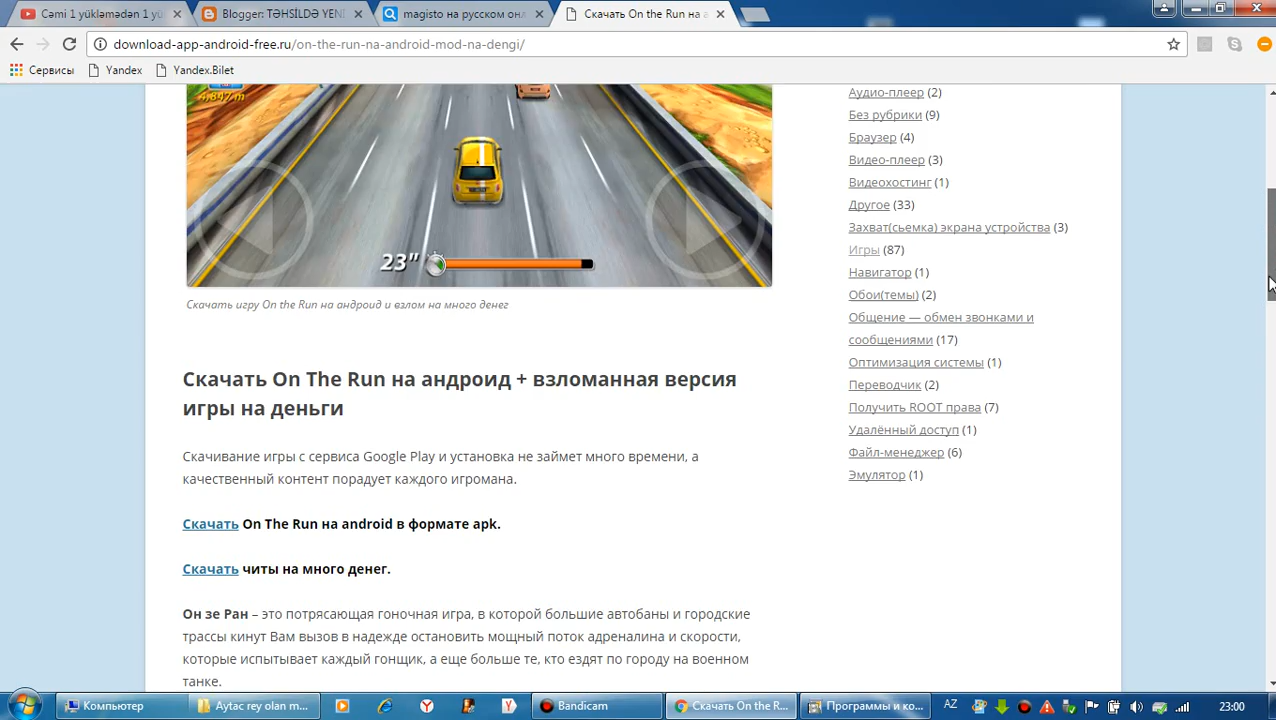 Cəmi 1 yükləmədən 1 yü
Blogger: TƏHSİLDƏ YENİ
magisto на русском онл
Скачать On the Run на a
download-app-android-free.ru/on-the-run-na-android-mod-na-dengi/
Сервисы
Yandex
Yandex.Bilet
4,847 m
23"
Скачать игру On the Run на андроид и взлом на много денег
Скачать On The Run на андроид + взломанная версия
игры на деньги
Скачивание игры с сервиса Google Play и установка не займет много времени, а
качественный контент порадует каждого игромана.
Скачать On The Run на android в формате apk.
Скачать читы на много денег.
Он зе Ран – это потрясающая гоночная игра, в которой большие автобаны и городские
трассы кинут Вам вызов в надежде остановить мощный поток адреналина и скорости,
которые испытывает каждый гонщик, а еще больше те, кто ездят по городу на военном
танке.
Аудио-плеер (2)
Без рубрики (9)
Браузер (4)
Видео-плеер (3)
Видеохостинг (1)
Другое (33)
Захват(сьемка) экрана устройства (3)
Игры (87)
Навигатор (1)
Обои(темы) (2)
Общение — обмен звонками и
сообщениями (17)
Оптимизация системы (1)
Переводчик (2)
Получить ROOT права (7)
Удалённый доступ (1)
Файл-менеджер (6)
Эмулятор (1)
Компьютер
Aytac rey olan m...
Bandicam
Скачать On the R...
Программы и ко...
AZ
23:00